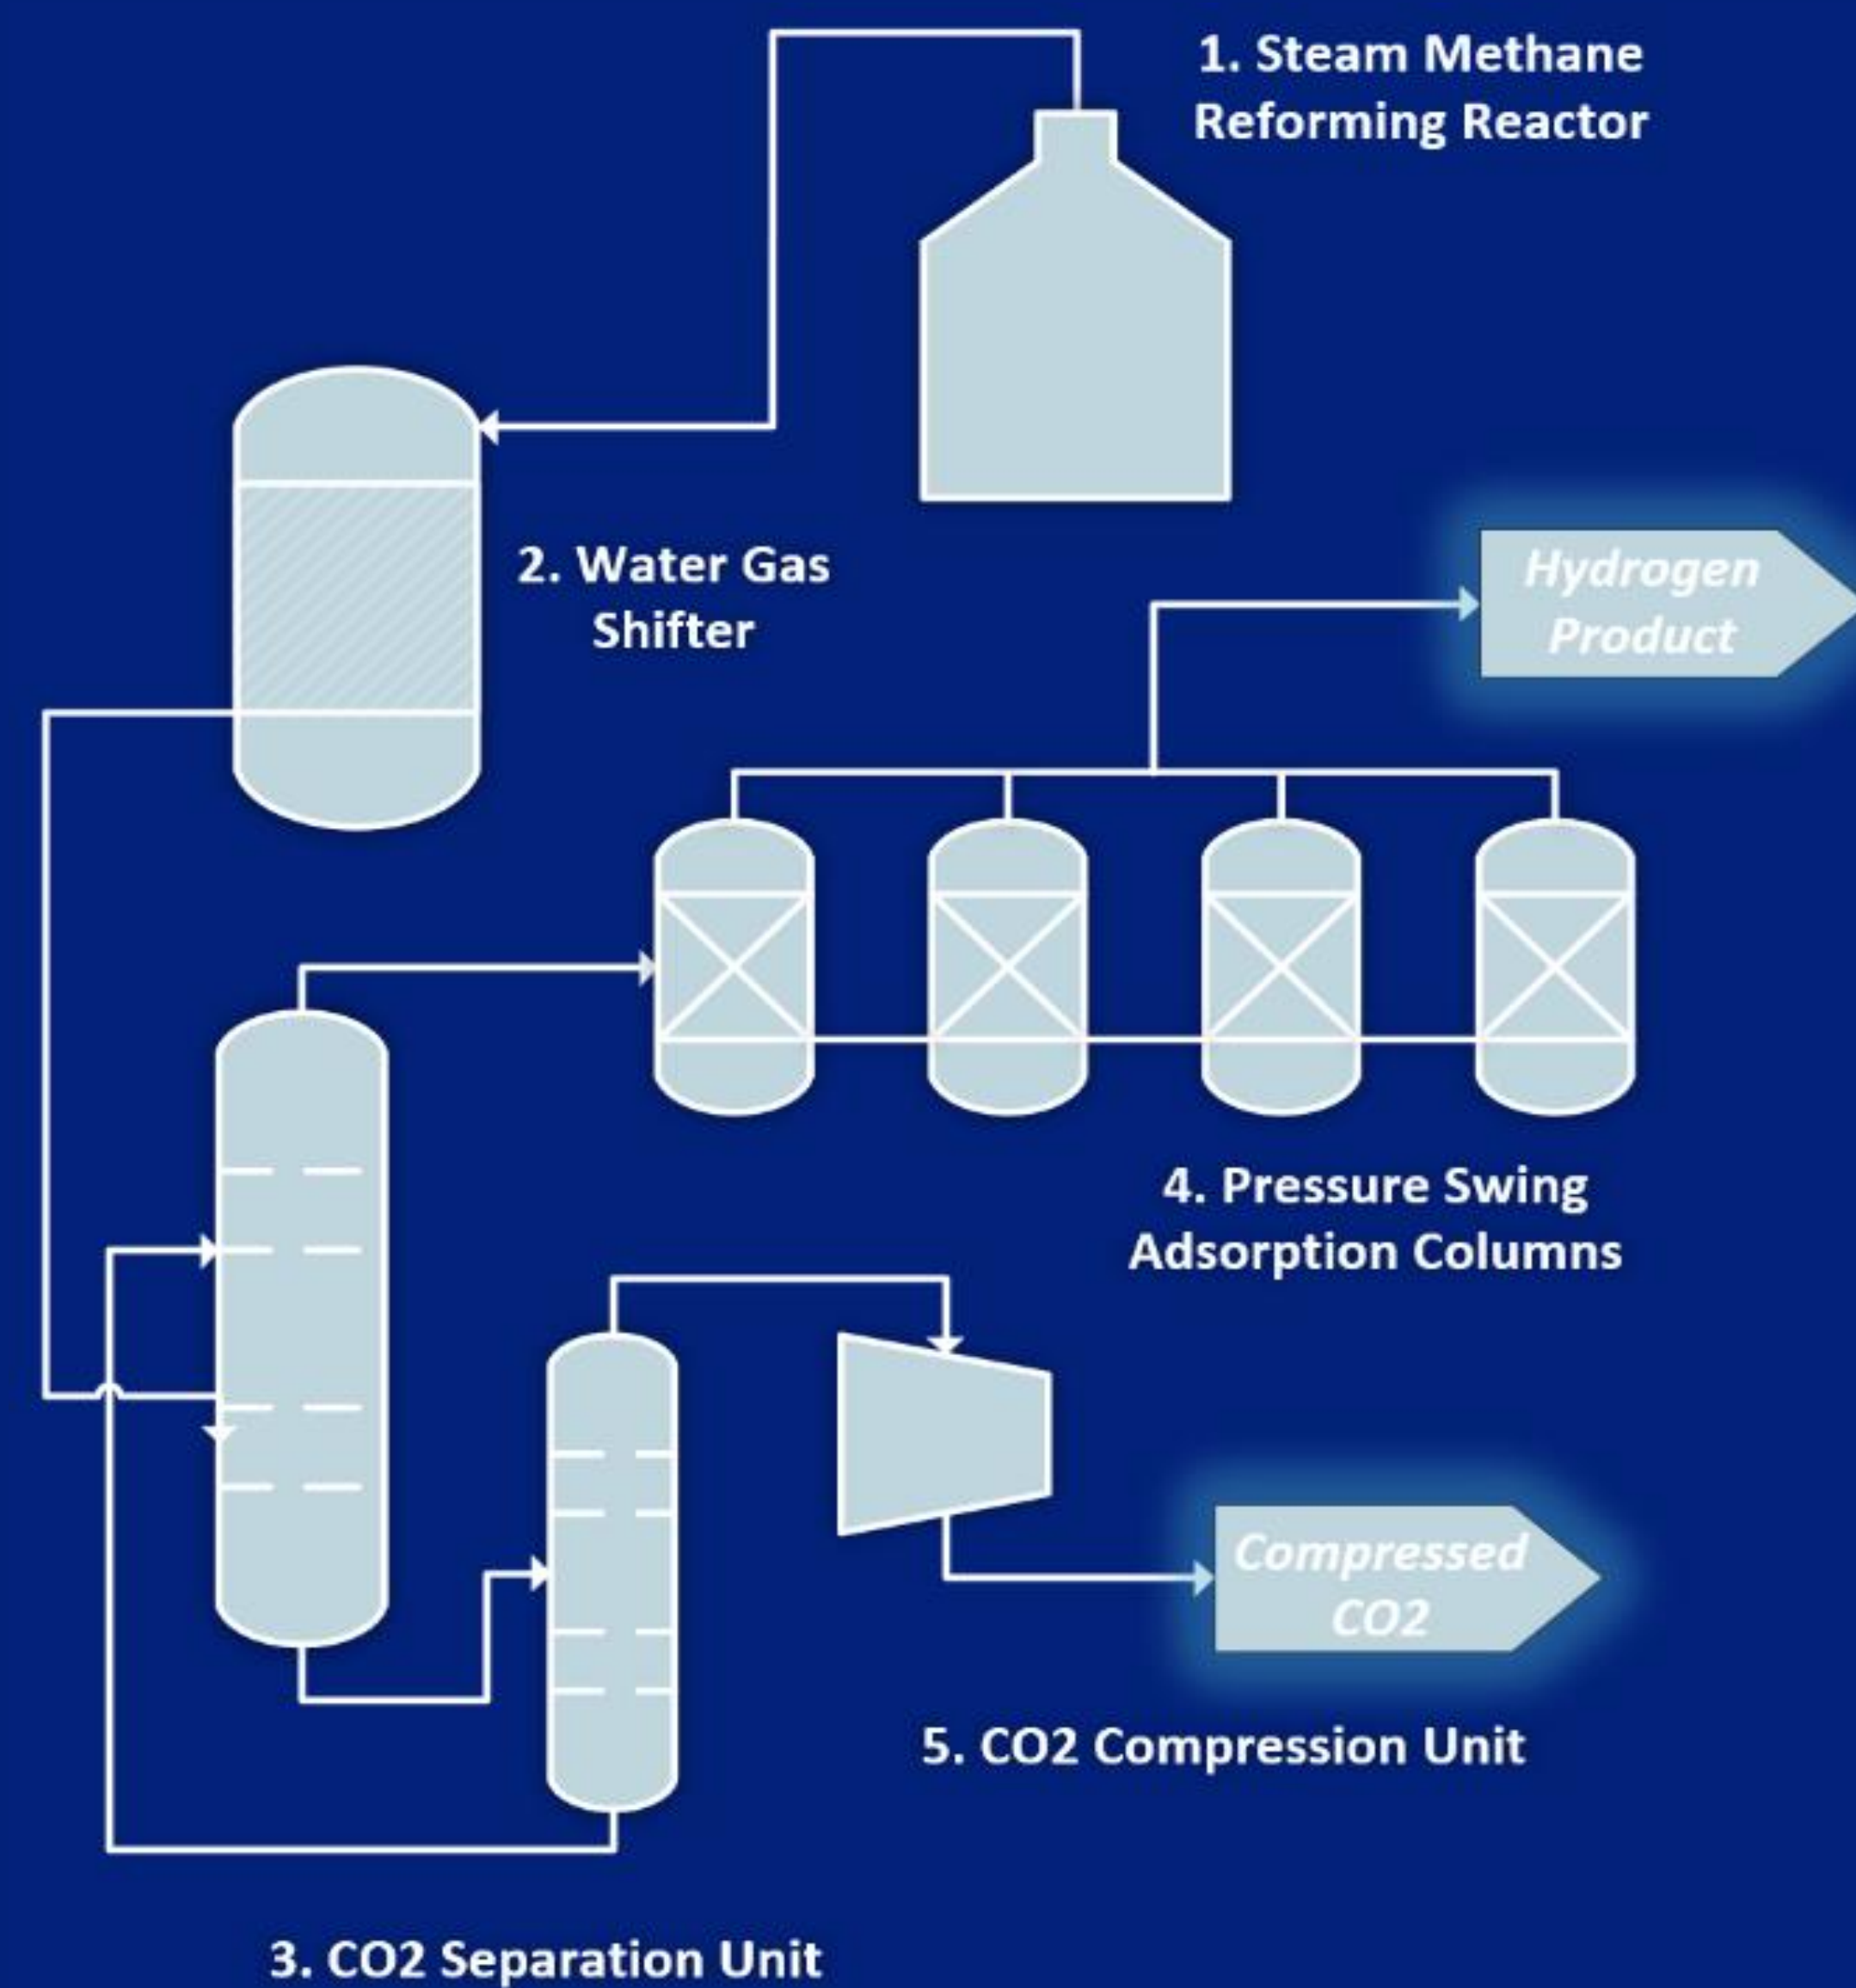 1. Steam Methane
Reforming Reactor
2. Water Gas
Shifter
Hydrogen
Product
4. Pressure Swing
Adsorption Columns
Compressed
CO2
5. CO2 Compression Unit
3. CO2 Separation Unit